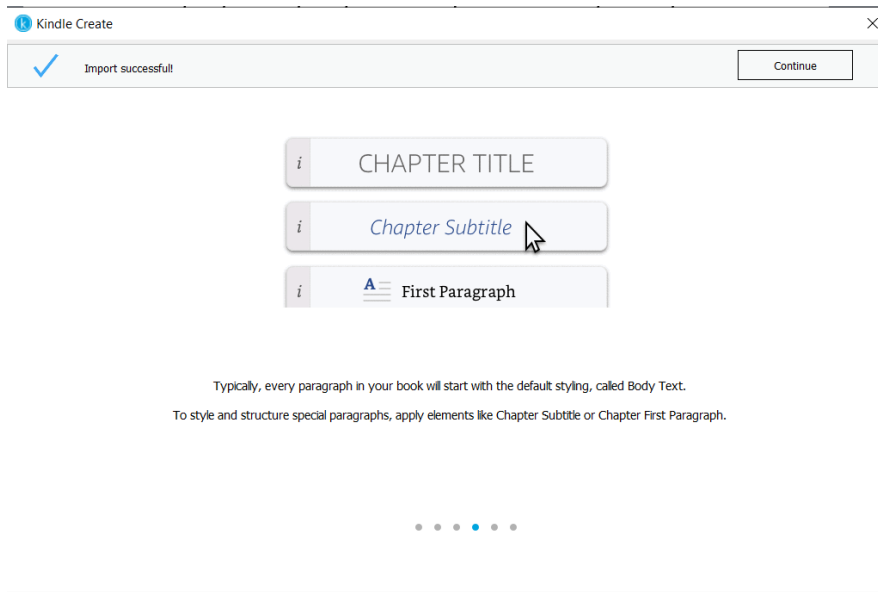 Kindle Create
Import successful!
Continue
i CHAPTER TITLE
i Chapter Subtitle
i A First Paragraph
Typically, every paragraph in your book will start with the default styling, called Body Text.
To style and structure special paragraphs, apply elements like Chapter Subtitle or Chapter First Paragraph.